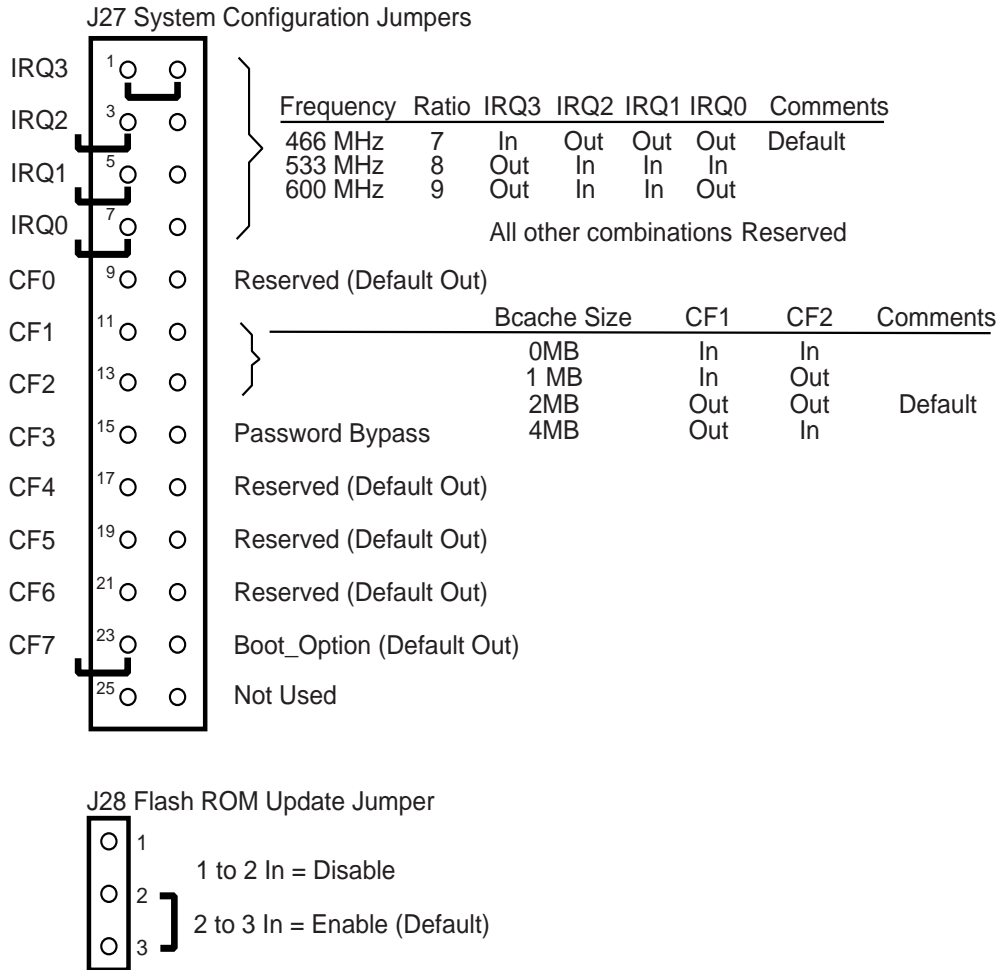 J27 System Configuration Jumpers
IRQ3 1
Frequency Ratio IRQ3 IRQ2 IRQ1 IRQ0 Comments
IRQ2 3
466 MHz 7 In Out Out Out Default
533 MHz 8 Out In In In
IRQ1 5
600 MHz 9 Out In In Out
IRQ0 7
All other combinations Reserved
CF0 9 Reserved (Default Out)
Bcache Size CF1 CF2 Comments
CF1 11
0MB In In
1 MB In Out
CF2 13
2MB Out Out Default
4MB Out In
CF3 15 Password Bypass
CF4 17 Reserved (Default Out)
CF5 19 Reserved (Default Out)
CF6 21 Reserved (Default Out)
CF7 23 Boot_Option (Default Out)
25 Not Used
J28 Flash ROM Update Jumper
1
1 to 2 In = Disable
2
2 to 3 In = Enable (Default)
3